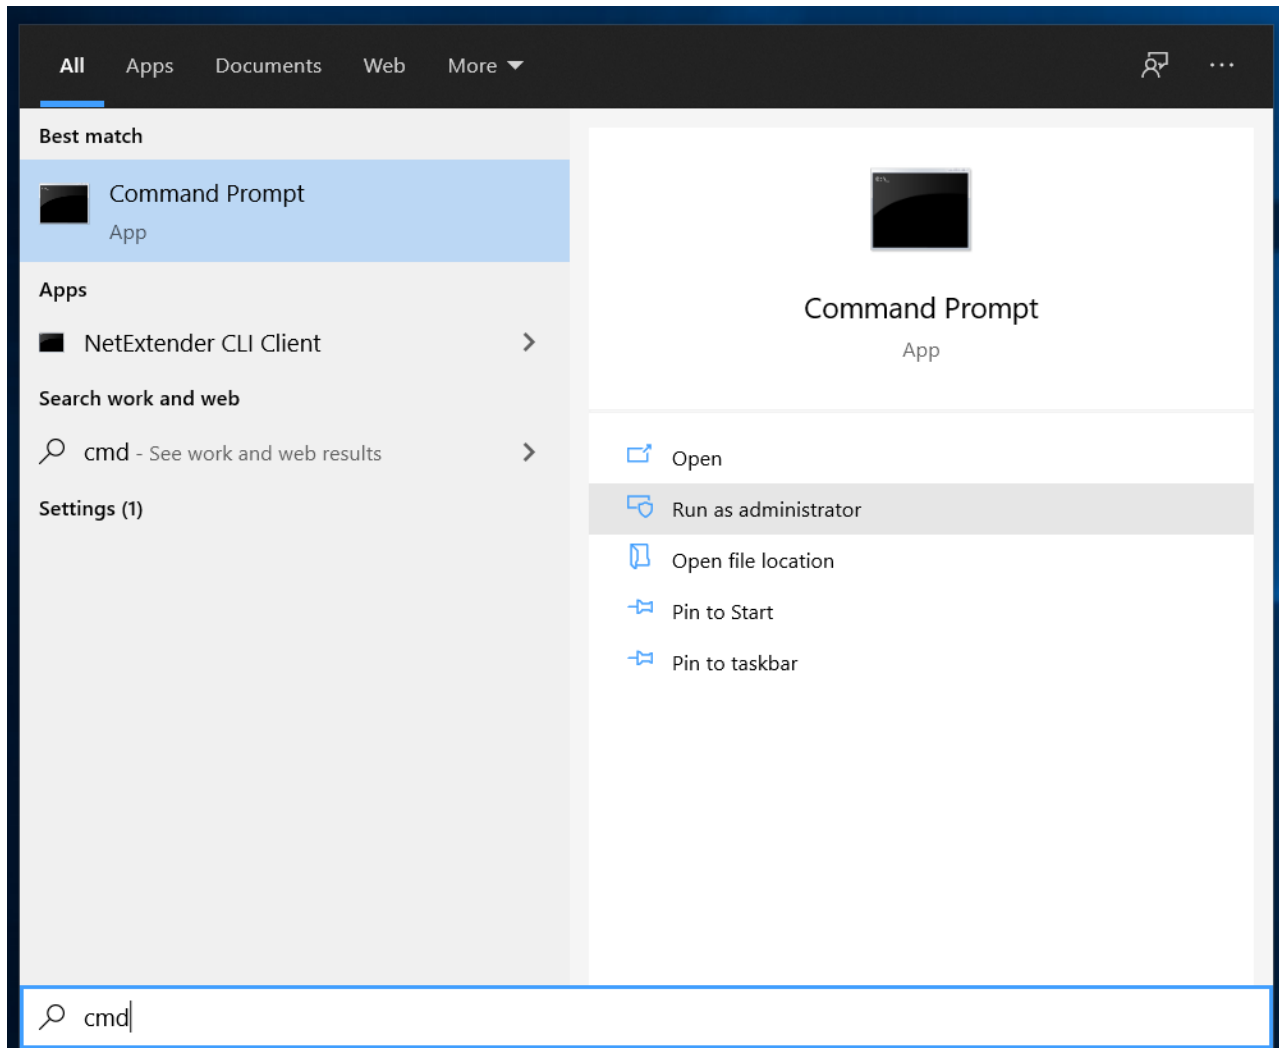 All Apps Documents Web More
Best match
Command Prompt
App
Apps
NetExtender CLI Client
Search work and web
cmd - See work and web results
Settings (1)
Command Prompt
App
Open
Run as administrator
Open file location
Pin to Start
Pin to taskbar
cmd